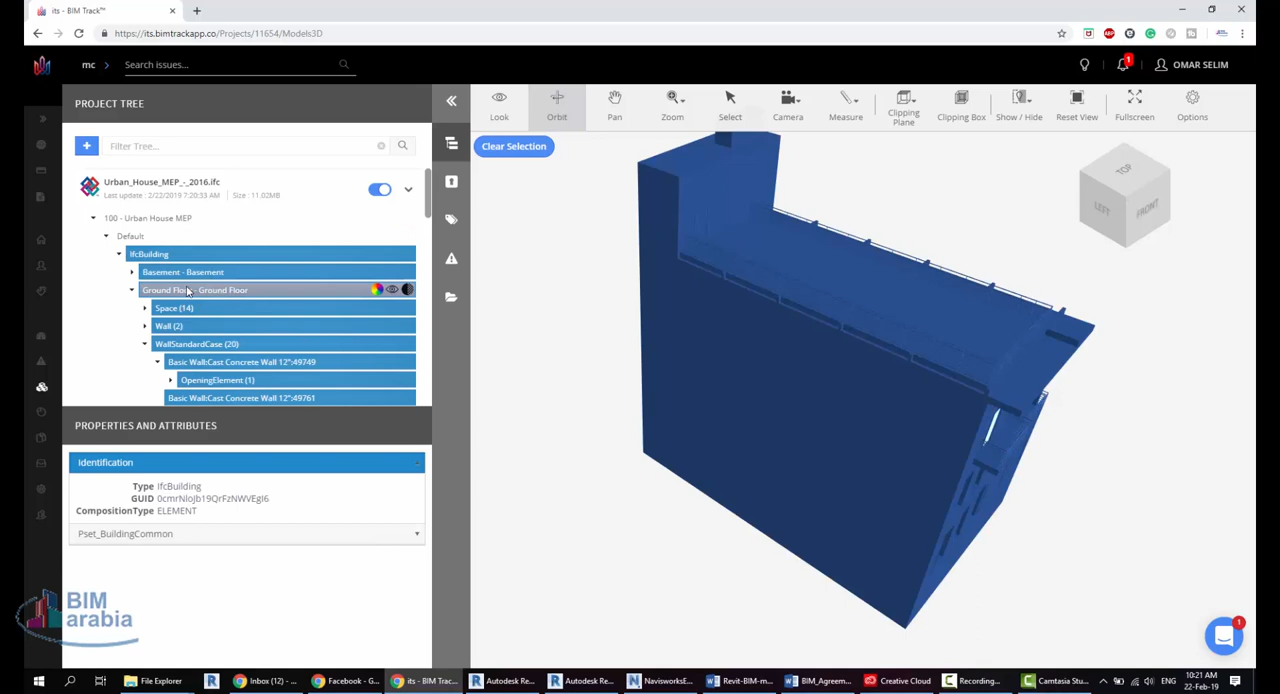 its - BIM Track™
https://its.bimtrackapp.co/Projects/11654/Models3D
mc
Search issues...
1
OMAR SELIM
PROJECT TREE
Filter Tree...
Urban_House_MEP_-_2016.ifc
Last update : 2/22/2019 7:20:33 AM
Size : 11.02MB
100 - Urban House MEP
Default
IfcBuilding
Basement - Basement
Ground Floor - Ground Floor
Space (14)
Wall (2)
WallStandardCase (20)
Basic Wall:Cast Concrete Wall 12":49749
OpeningElement (1)
Basic Wall:Cast Concrete Wall 12":49761
PROPERTIES AND ATTRIBUTES
Identification
Type IfcBuilding
GUID 0cmrNloJb19QrFzNWVEgI6
CompositionType ELEMENT
Pset_BuildingCommon
Look
Orbit
Pan
Zoom
Select
Camera
Measure
Clipping
Plane
Clipping Box
Show / Hide
Reset View
Fullscreen
Options
Clear Selection
TOP
LEFT
FRONT
BIM
arabia
1
File Explorer
Inbox (12) - ...
Facebook - G...
its - BIM Trac...
Autodesk Re...
Autodesk Re...
NavisworksE...
Revit-BIM-m...
BIM_Agreem...
Creative Cloud
Recording...
Camtasia Stu...
ENG
10:21 AM
22-Feb-19